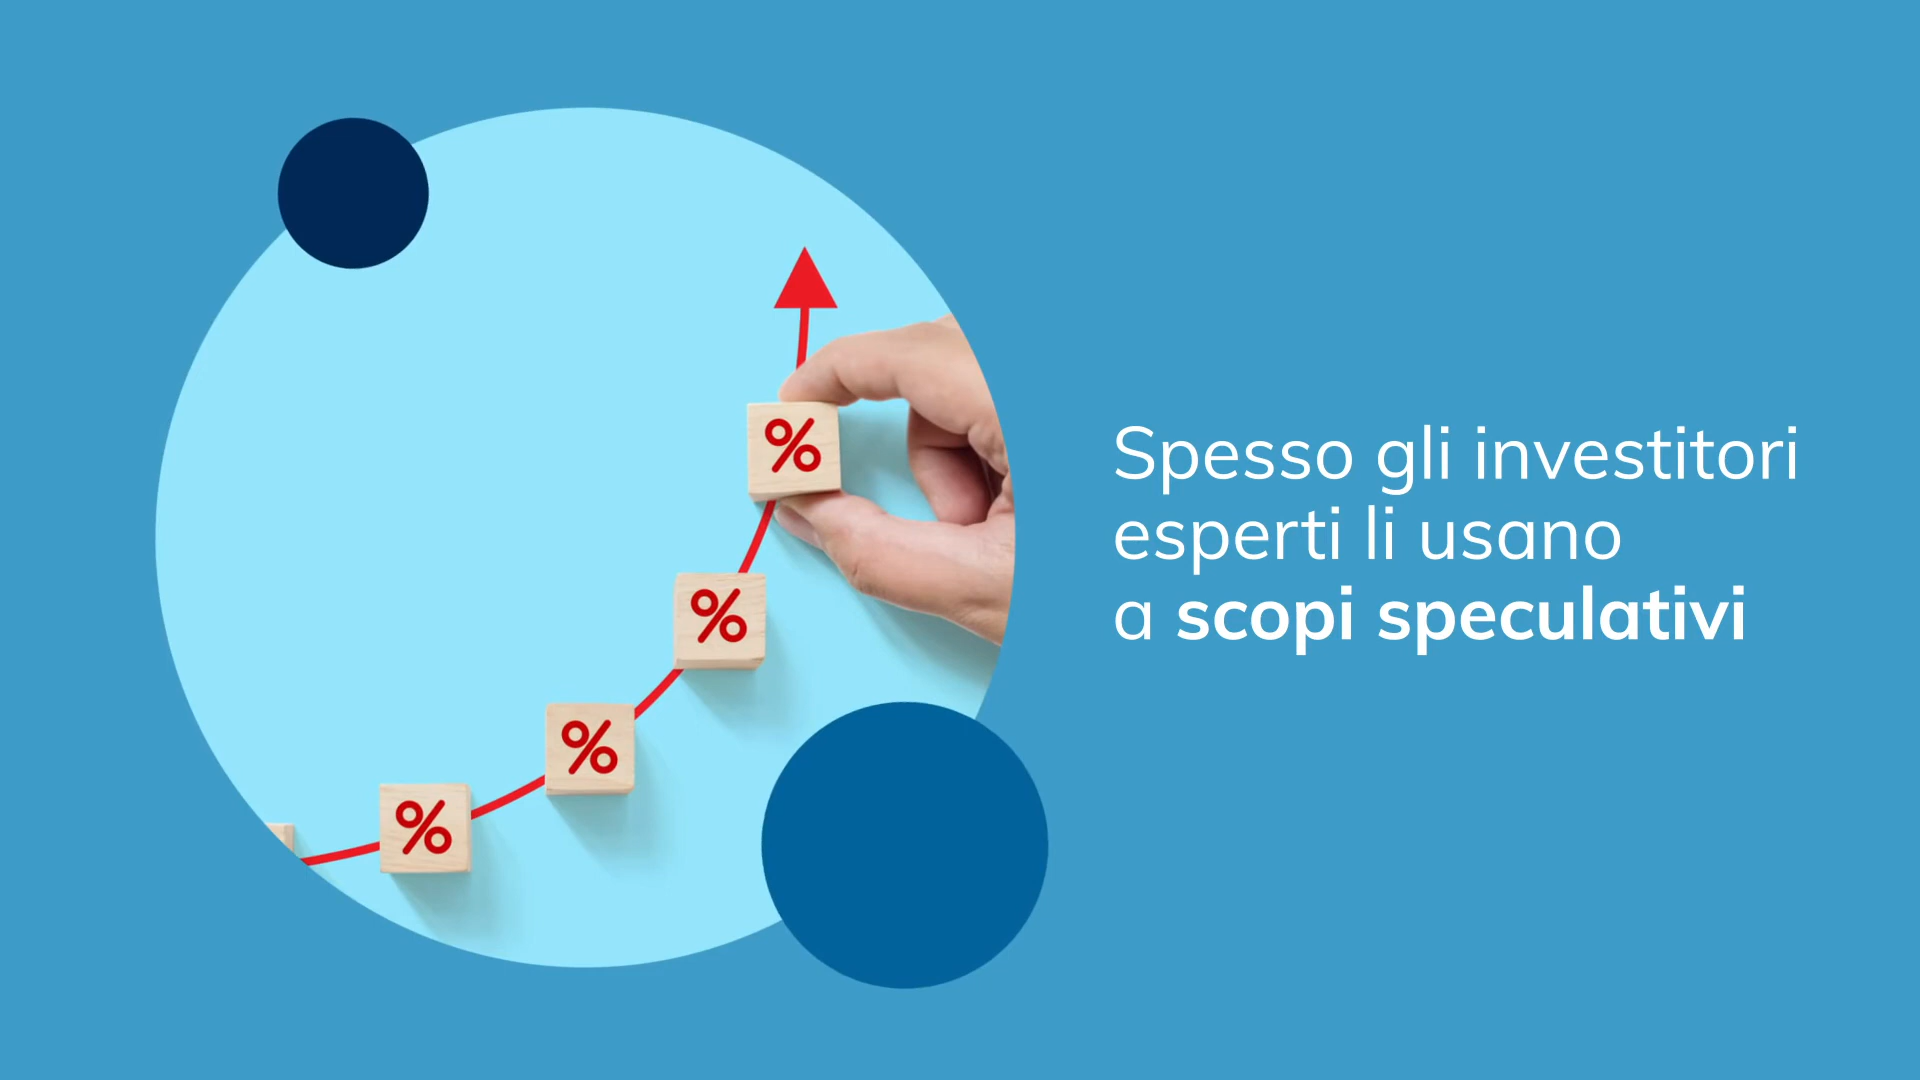 Spesso gli investitori
esperti li usano
a scopi speculativi
%
%
%
%